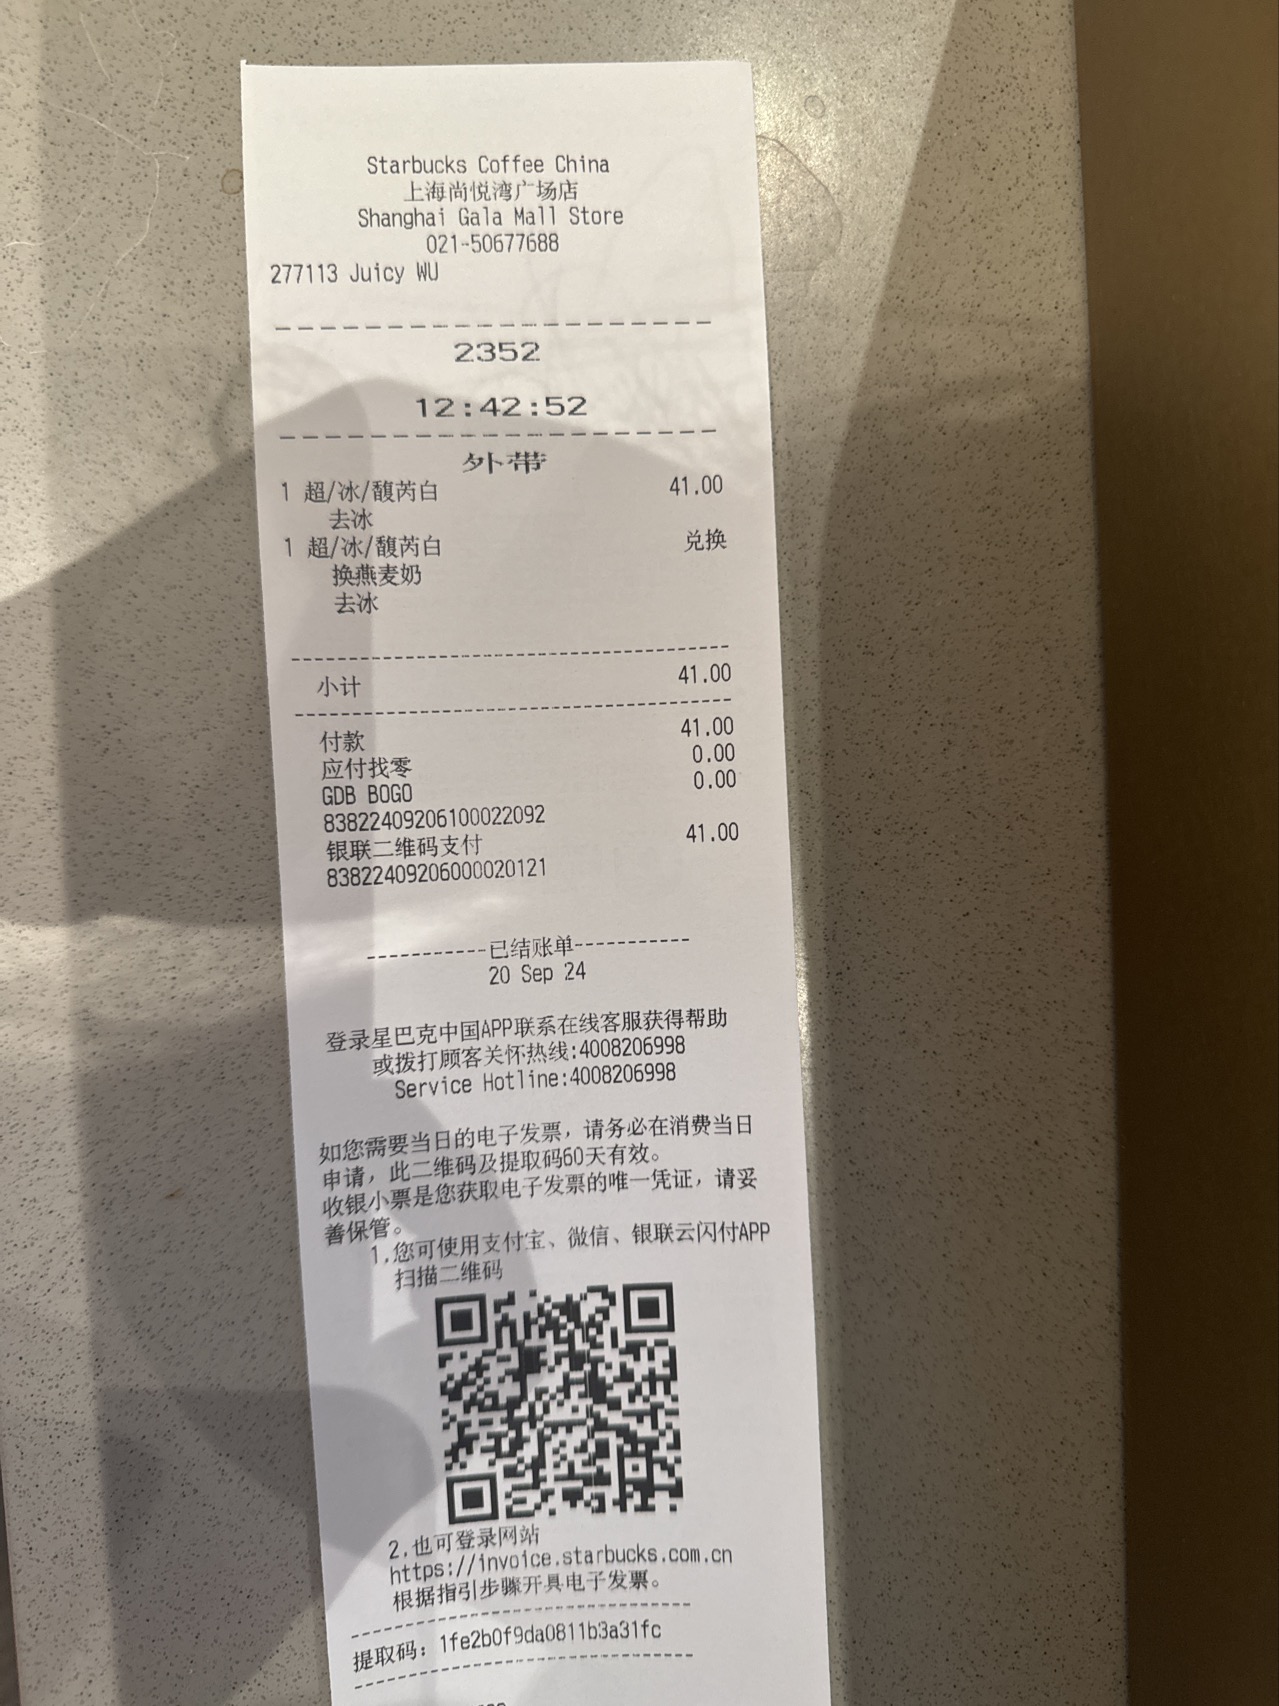 Starbucks Coffee China
上海尚悦湾广场店
Shanghai Gala Mall Store
021-50677688
277113 Juicy WU
2352
12:42:52
外带
1 超/冰/馥芮白 41.00
去冰
1 超/冰/馥芮白 兑换
换燕麦奶
去冰
小计 41.00
付款 41.00
应付找零 0.00
GDB BOGO 0.00
83822409206100022092
银联二维码支付 41.00
83822409206000020121
-----------已结账单-----------
20 Sep 24
登录星巴克中国APP联系在线客服获得帮助
或拨打顾客关怀热线:4008206998
Service Hotline:4008206998
如您需要当日的电子发票，请务必在消费当日
申请，此二维码及提取码60天有效。
收银小票是您获取电子发票的唯一凭证，请妥
善保管。
1.您可使用支付宝、微信、银联云闪付APP
扫描二维码
2.也可登录网站
https://invoice.starbucks.com.cn
根据指引步骤开具电子发票。
提取码：1fe2b0f9da0811b3a31fc